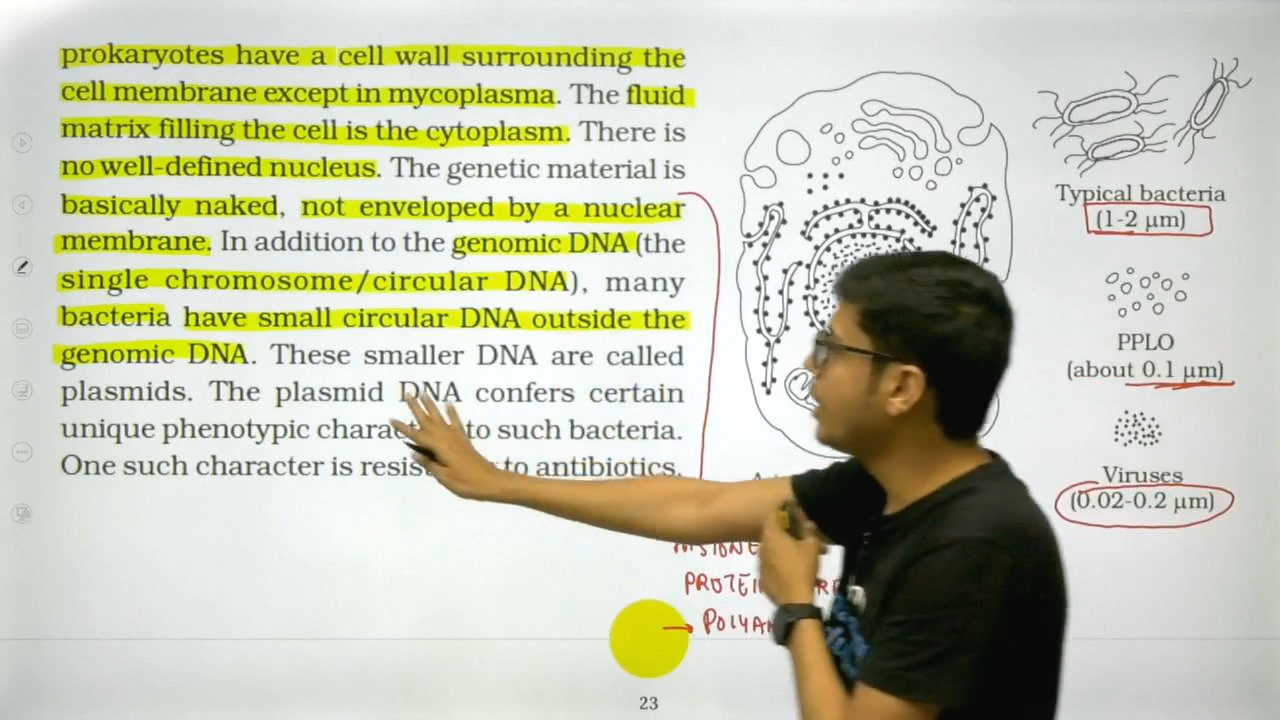 prokaryotes have a cell wall surrounding the
cell membrane except in mycoplasma. The fluid
matrix filling the cell is the cytoplasm. There is
no well-defined nucleus. The genetic material is
basically naked, not enveloped by a nuclear
membrane. In addition to the genomic DNA (the
single chromosome/circular DNA), many
bacteria have small circular DNA outside the
genomic DNA. These smaller DNA are called
plasmids. The plasmid DNA confers certain
unique phenotypic to such bacteria.
One such character is to antibiotics.
Typical bacteria
(1-2 µm)
PPLO
(about 0.1 µm)
Viruses
(0.02-0.2 µm)
23